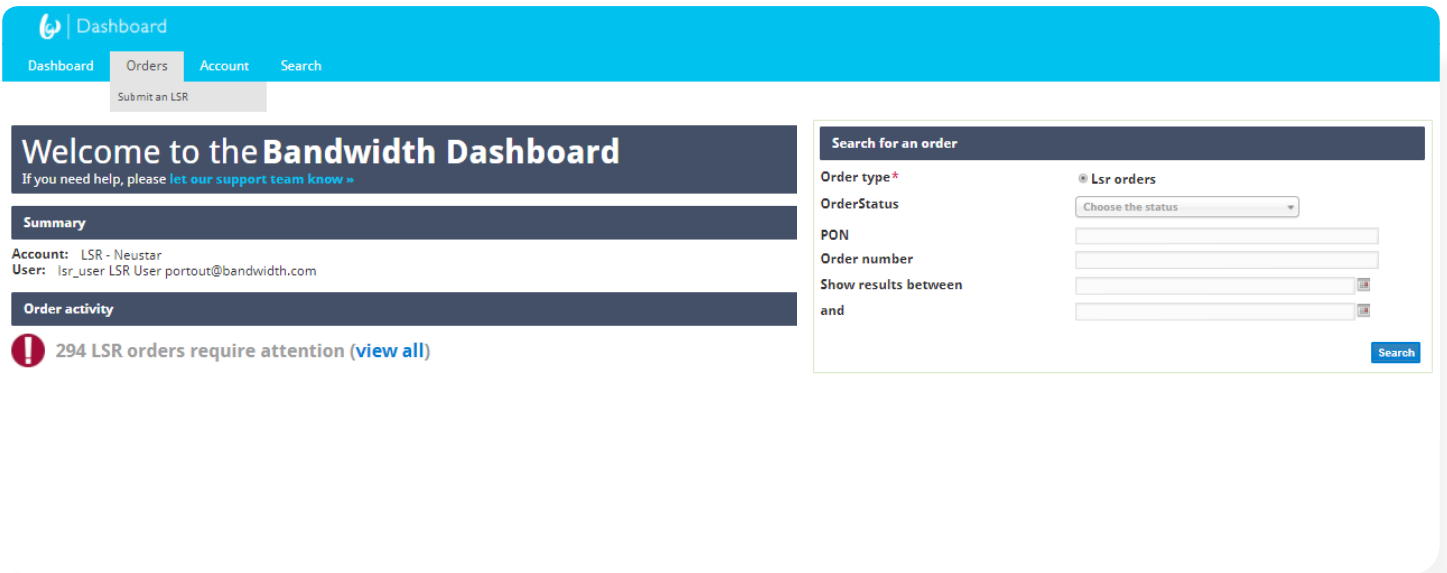 Dashboard
Dashboard Orders Account Search
Submit an LSR
Welcome to the Bandwidth Dashboard
If you need help, please let our support team know »
Summary
Account: LSR - Neustar
User: lsr_user LSR User portout@bandwidth.com
Order activity
294 LSR orders require attention (view all)
Search for an order
Order type* Lsr orders
OrderStatus Choose the status
PON
Order number
Show results between
and
Search